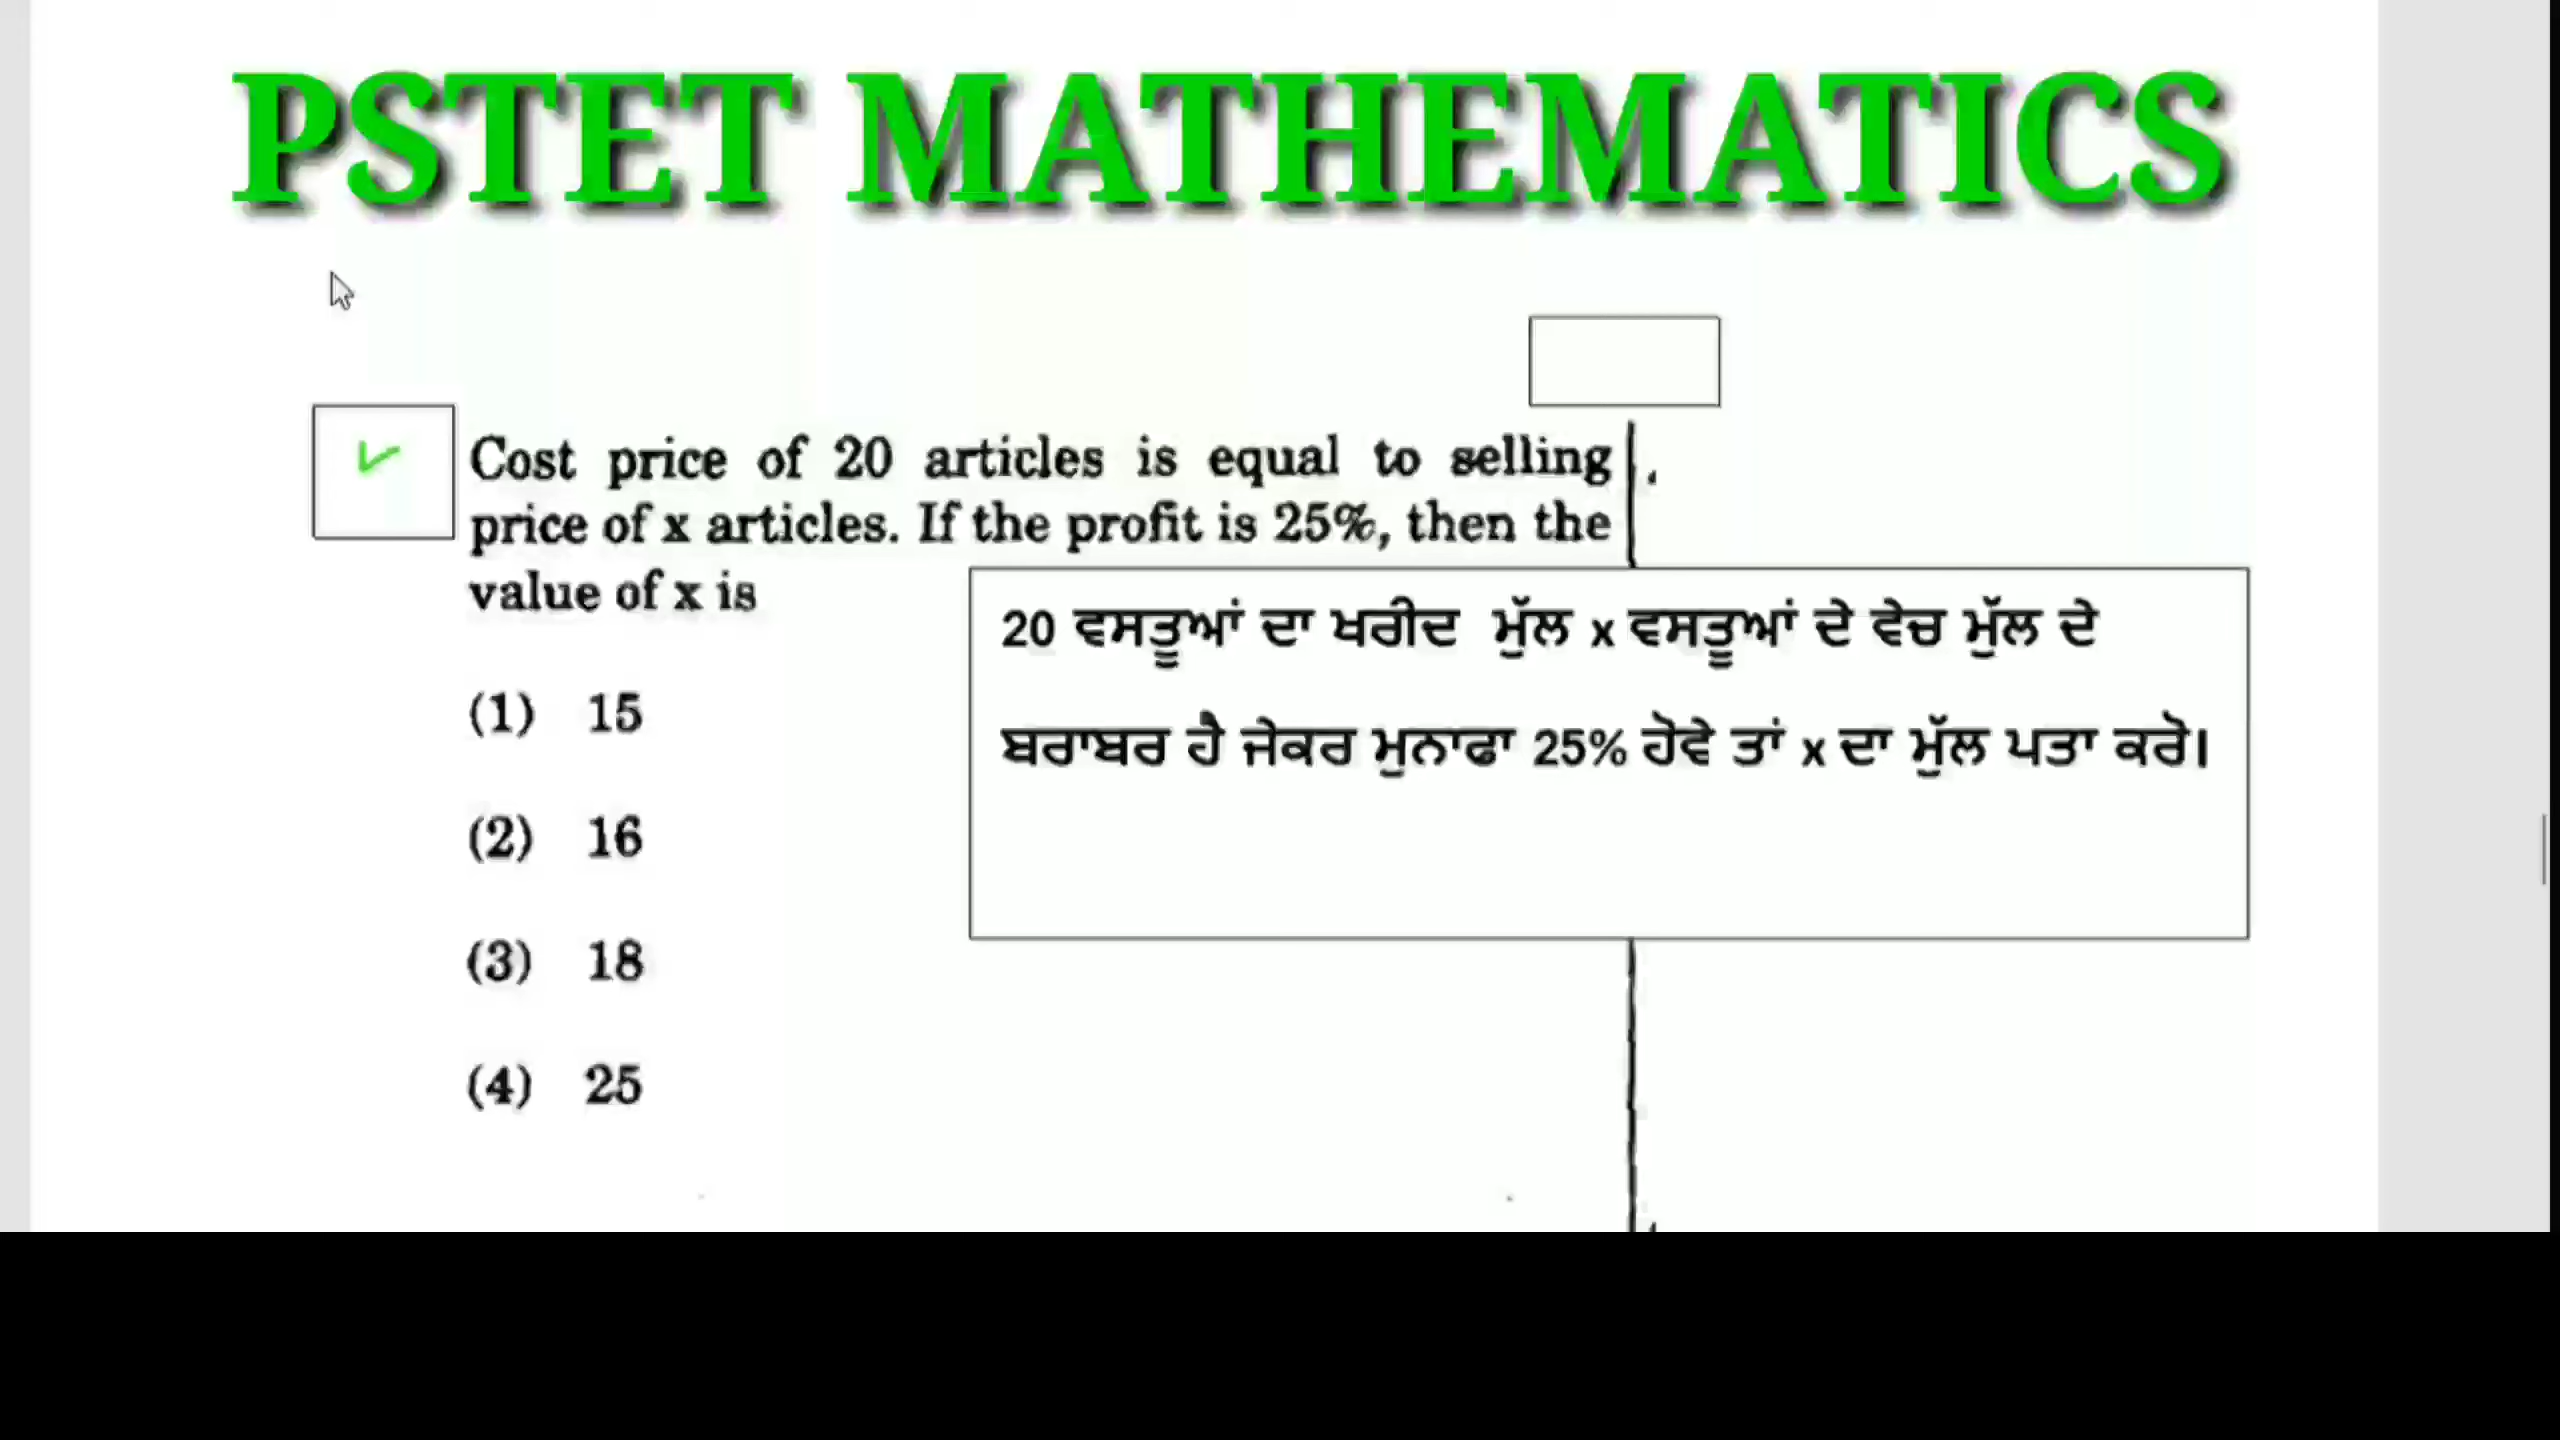 PSTET MATHEMATICS
Cost price of 20 articles is equal to selling
price of x articles. If the profit is 25%, then the
value of x is
(1) 15
(2) 16
(3) 18
(4) 25
20 ਵਸਤੂਆਂ ਦਾ ਖਰੀਦ ਮੁੱਲ x ਵਸਤੂਆਂ ਦੇ ਵੇਚ ਮੁੱਲ ਦੇ
ਬਰਾਬਰ ਹੈ ਜੇਕਰ ਮੁਨਾਫਾ 25% ਹੋਵੇ ਤਾਂ x ਦਾ ਮੁੱਲ ਪਤਾ ਕਰੋ।